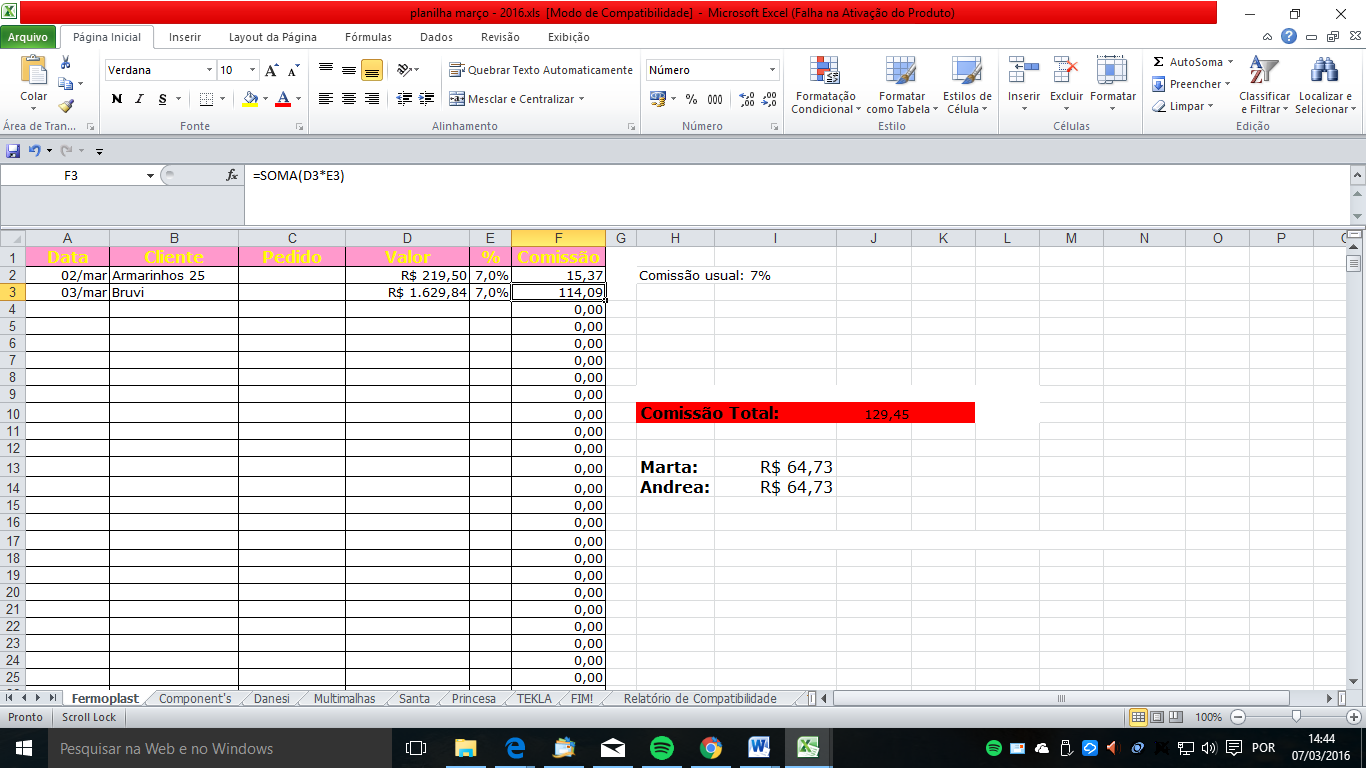 planilha março - 2016.xls [Modo de Compatibilidade] - Microsoft Excel (Falha na Ativação do Produto)
Arquivo Página Inicial Inserir Layout da Página Fórmulas Dados Revisão Exibição
Colar Verdana 10 A A Quebrar Texto Automaticamente Número Formatação Condicional Formatar como Tabela Estilos de Célula Inserir Excluir Formatar Σ AutoSoma Preencher Limpar Classificar e Filtrar Localizar e Selecionar
N I S A Mesclar e Centralizar % 000
Área de Tran... Fonte Alinhamento Número Estilo Células Edição
F3 fx =SOMA(D3*E3)
A B C D E F G H I J K L M N O P
1 Data Cliente Pedido Valor % Comissão
2 02/mar Armarinhos 25 R$ 219,50 7,0% 15,37 Comissão usual: 7%
3 03/mar Bruvi R$ 1.629,84 7,0% 114,09
4 0,00
5 0,00
6 0,00
7 0,00
8 0,00
9 0,00
10 0,00 Comissão Total: 129,45
11 0,00
12 0,00
13 0,00 Marta: R$ 64,73
14 0,00 Andrea: R$ 64,73
15 0,00
16 0,00
17 0,00
18 0,00
19 0,00
20 0,00
21 0,00
22 0,00
23 0,00
24 0,00
25 0,00
Fermoplast Component's Danesi Multimalhas Santa Princesa TEKLA FIM! Relatório de Compatibilidade
Pronto Scroll Lock 100%
Pesquisar na Web e no Windows POR 14:44
07/03/2016